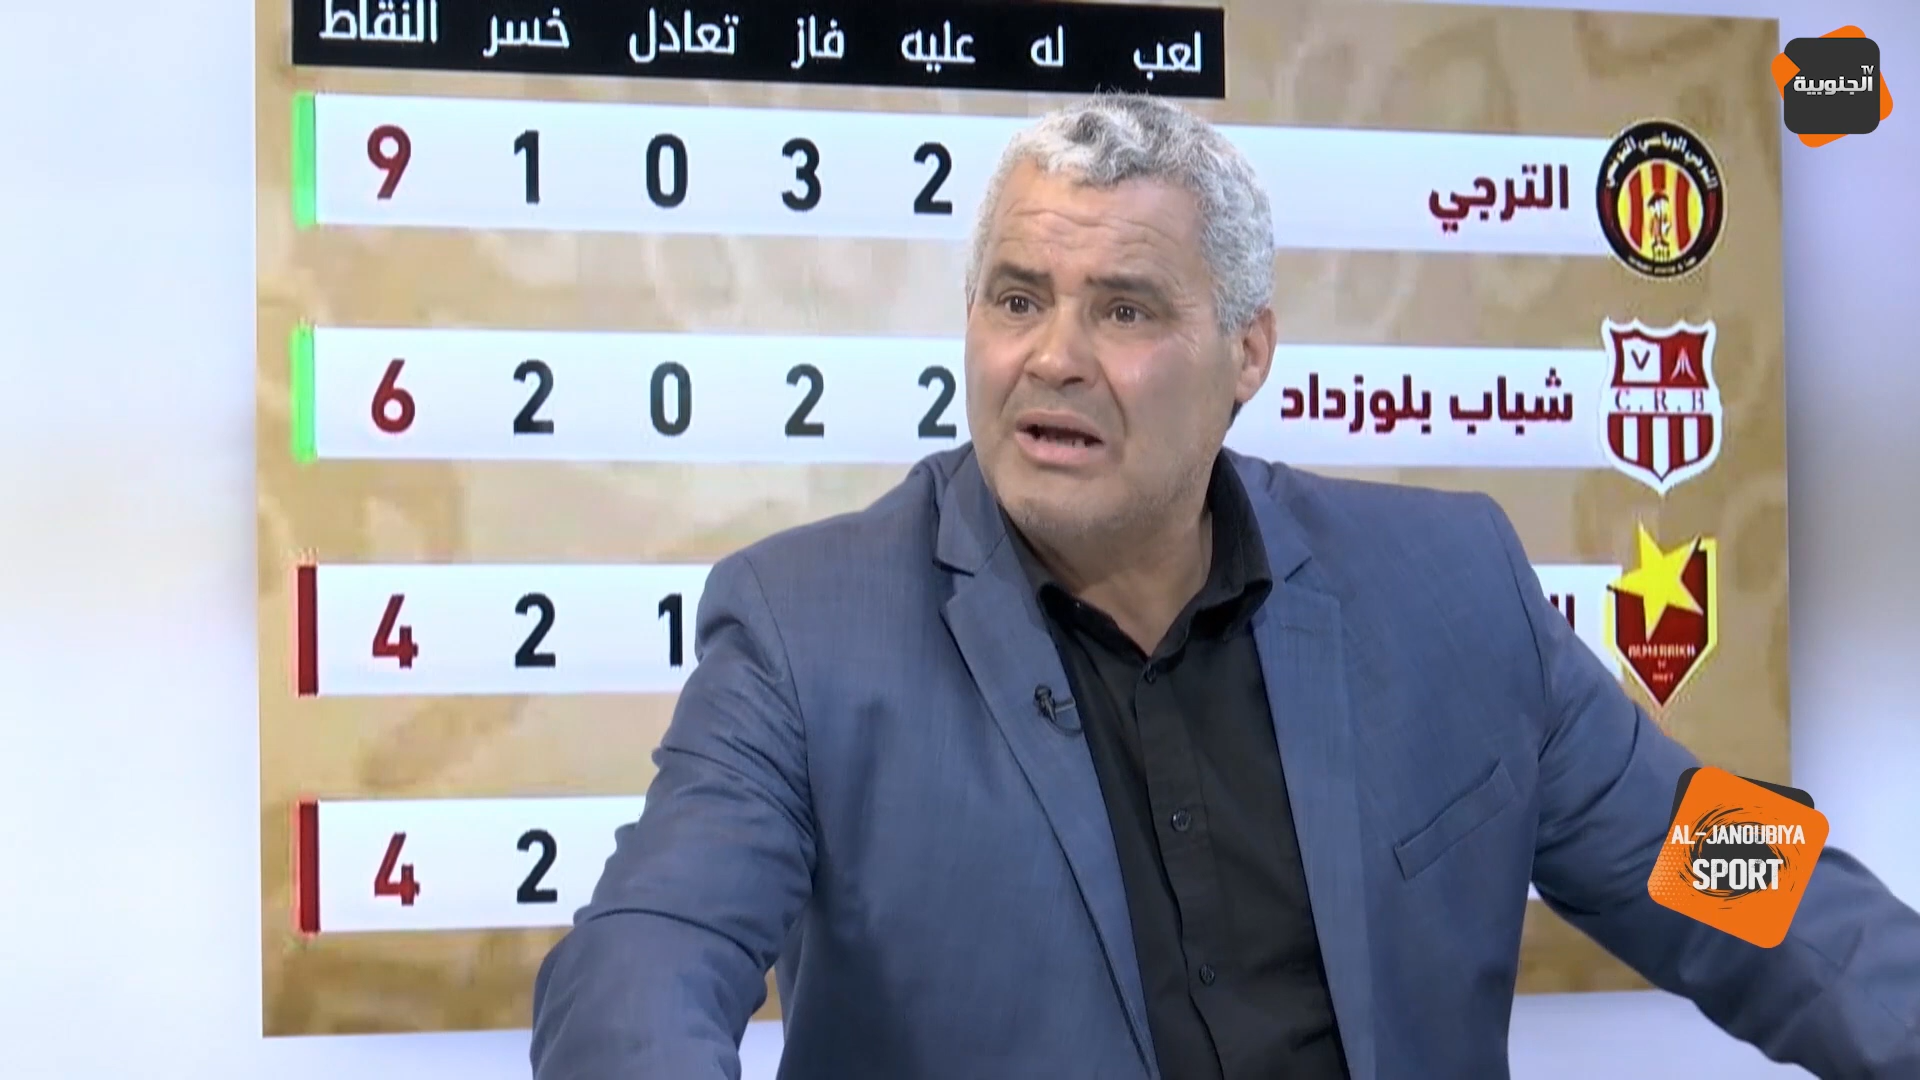 لعب له عليه فاز تعادل خسر النقاط
الترجي 2 3 0 1 9
شباب بلوزداد 2 2 0 2 6
1 2 4
2 4
C.R.B
الجنوبية TV
AL-JANOUBIYA
SPORT